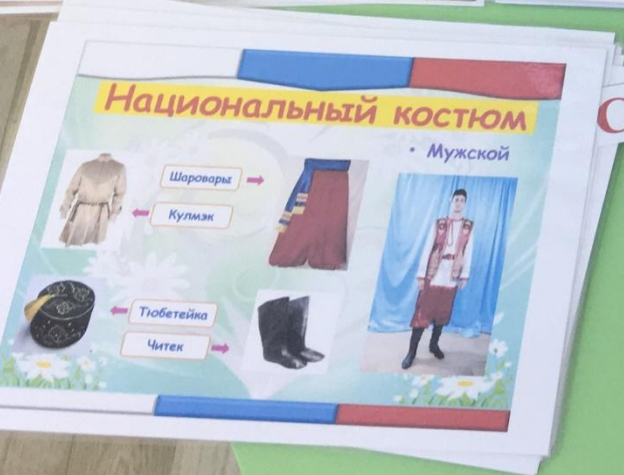 Национальный костюм
• Мужской
Шаровары
Кулмэк
Тюбетейка
Читек
С